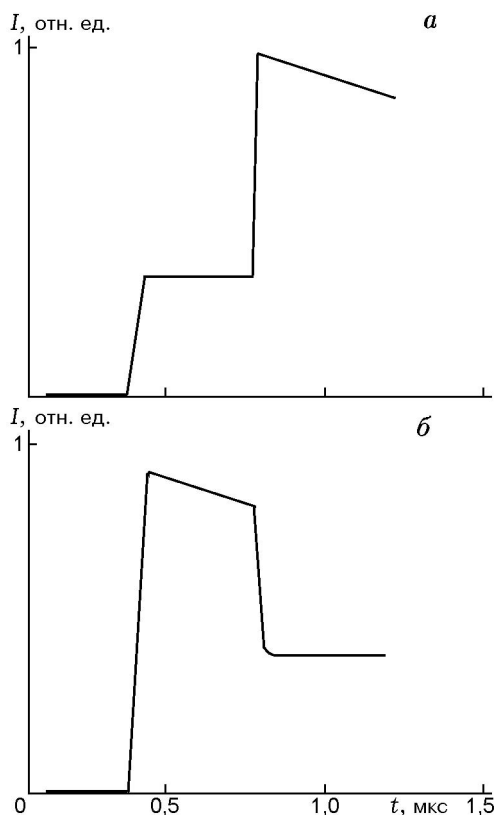 I, отн. ед.
а
1
I, отн. ед.
б
1
0 0,5 1,0 t, мкс 1,5